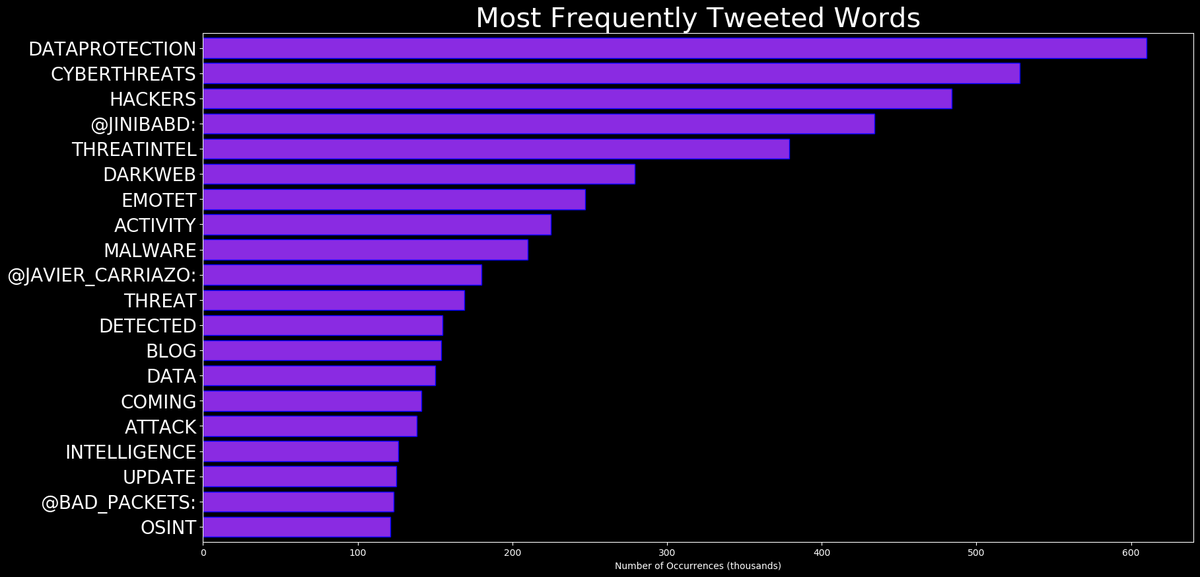 Most Frequently Tweeted Words
DATAPROTECTION
CYBERTHREATS
HACKERS
@JINIBABD:
THREATINTEL
DARKWEB
EMOTET
ACTIVITY
MALWARE
@JAVIER_CARRIAZO:
THREAT
DETECTED
BLOG
DATA
COMING
ATTACK
INTELLIGENCE
UPDATE
@BAD_PACKETS:
OSINT
0 100 200 300 400 500 600
Number of Occurrences (thousands)